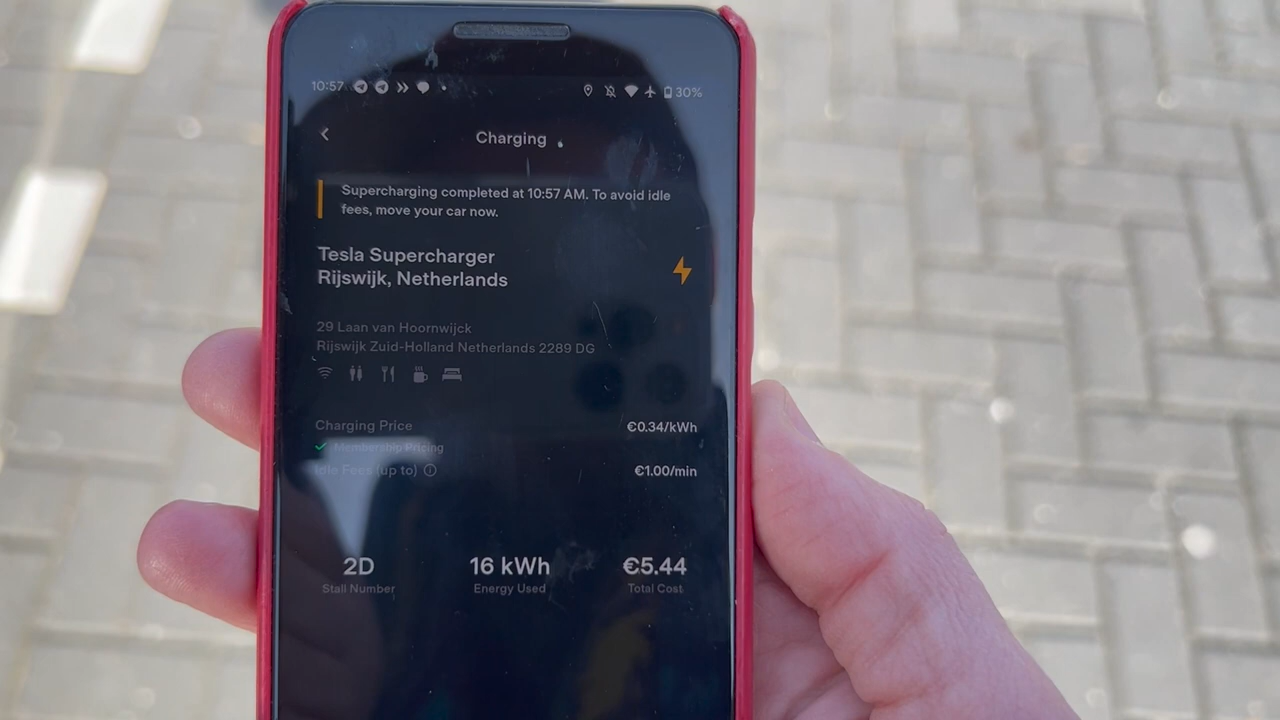 10:57
30%
Charging
Supercharging completed at 10:57 AM. To avoid idle
fees, move your car now.
Tesla Supercharger
Rijswijk, Netherlands
29 Laan van Hoornwijck
Rijswijk Zuid-Holland Netherlands 2289 DG
Charging Price €0.34/kWh
Membership Pricing
Idle Fees (up to) €1.00/min
2D 16 kWh €5.44
Stall Number Energy Used Total Cost